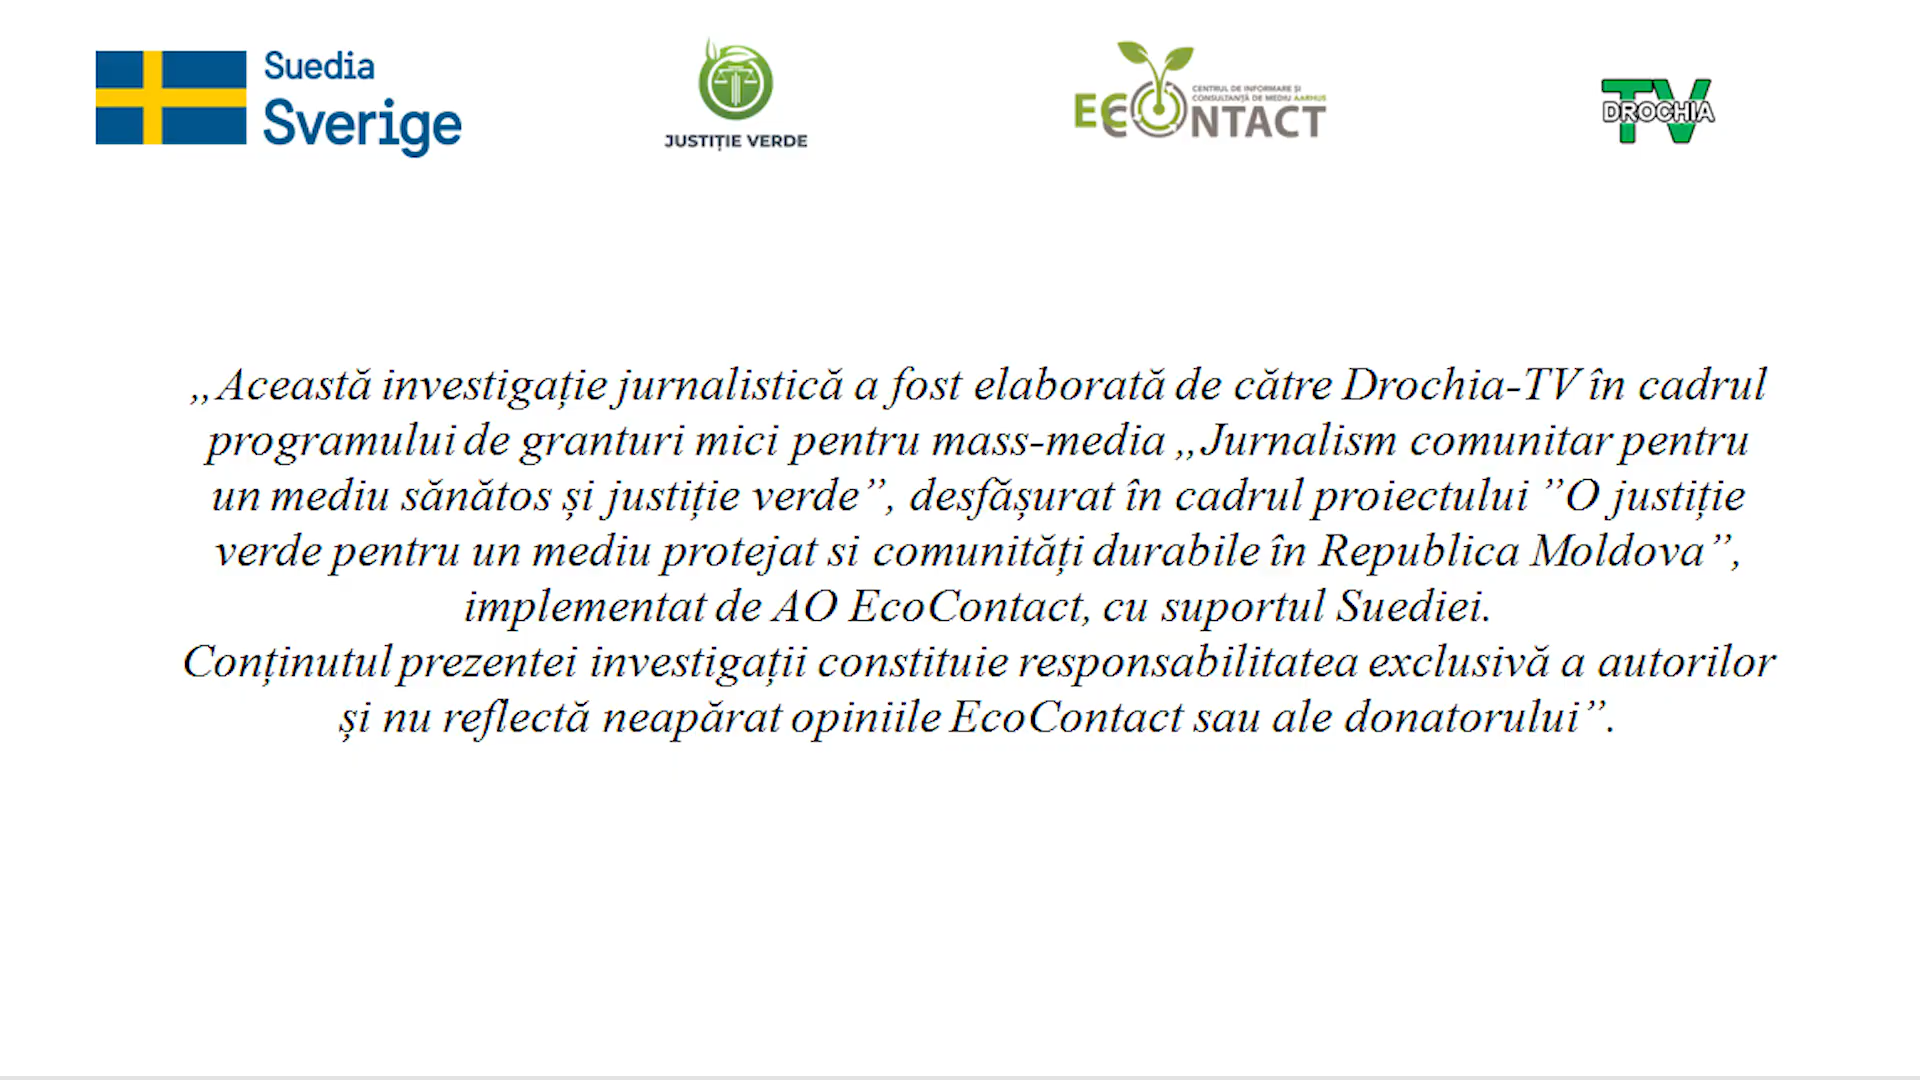 Suedia
Sverige
JUSTIȚIE VERDE
CENTRUL DE INFORMARE ȘI
CONSULTANȚĂ DE MEDIU AARHUS
ECONTACT
TV
DROCHIA
„Această investigație jurnalistică a fost elaborată de către Drochia-TV în cadrul
programului de granturi mici pentru mass-media „Jurnalism comunitar pentru
un mediu sănătos și justiție verde”, desfășurat în cadrul proiectului ”O justiție
verde pentru un mediu protejat si comunități durabile în Republica Moldova”,
implementat de AO EcoContact, cu suportul Suediei.
Conținutul prezentei investigații constituie responsabilitatea exclusivă a autorilor
și nu reflectă neapărat opiniile EcoContact sau ale donatorului”.